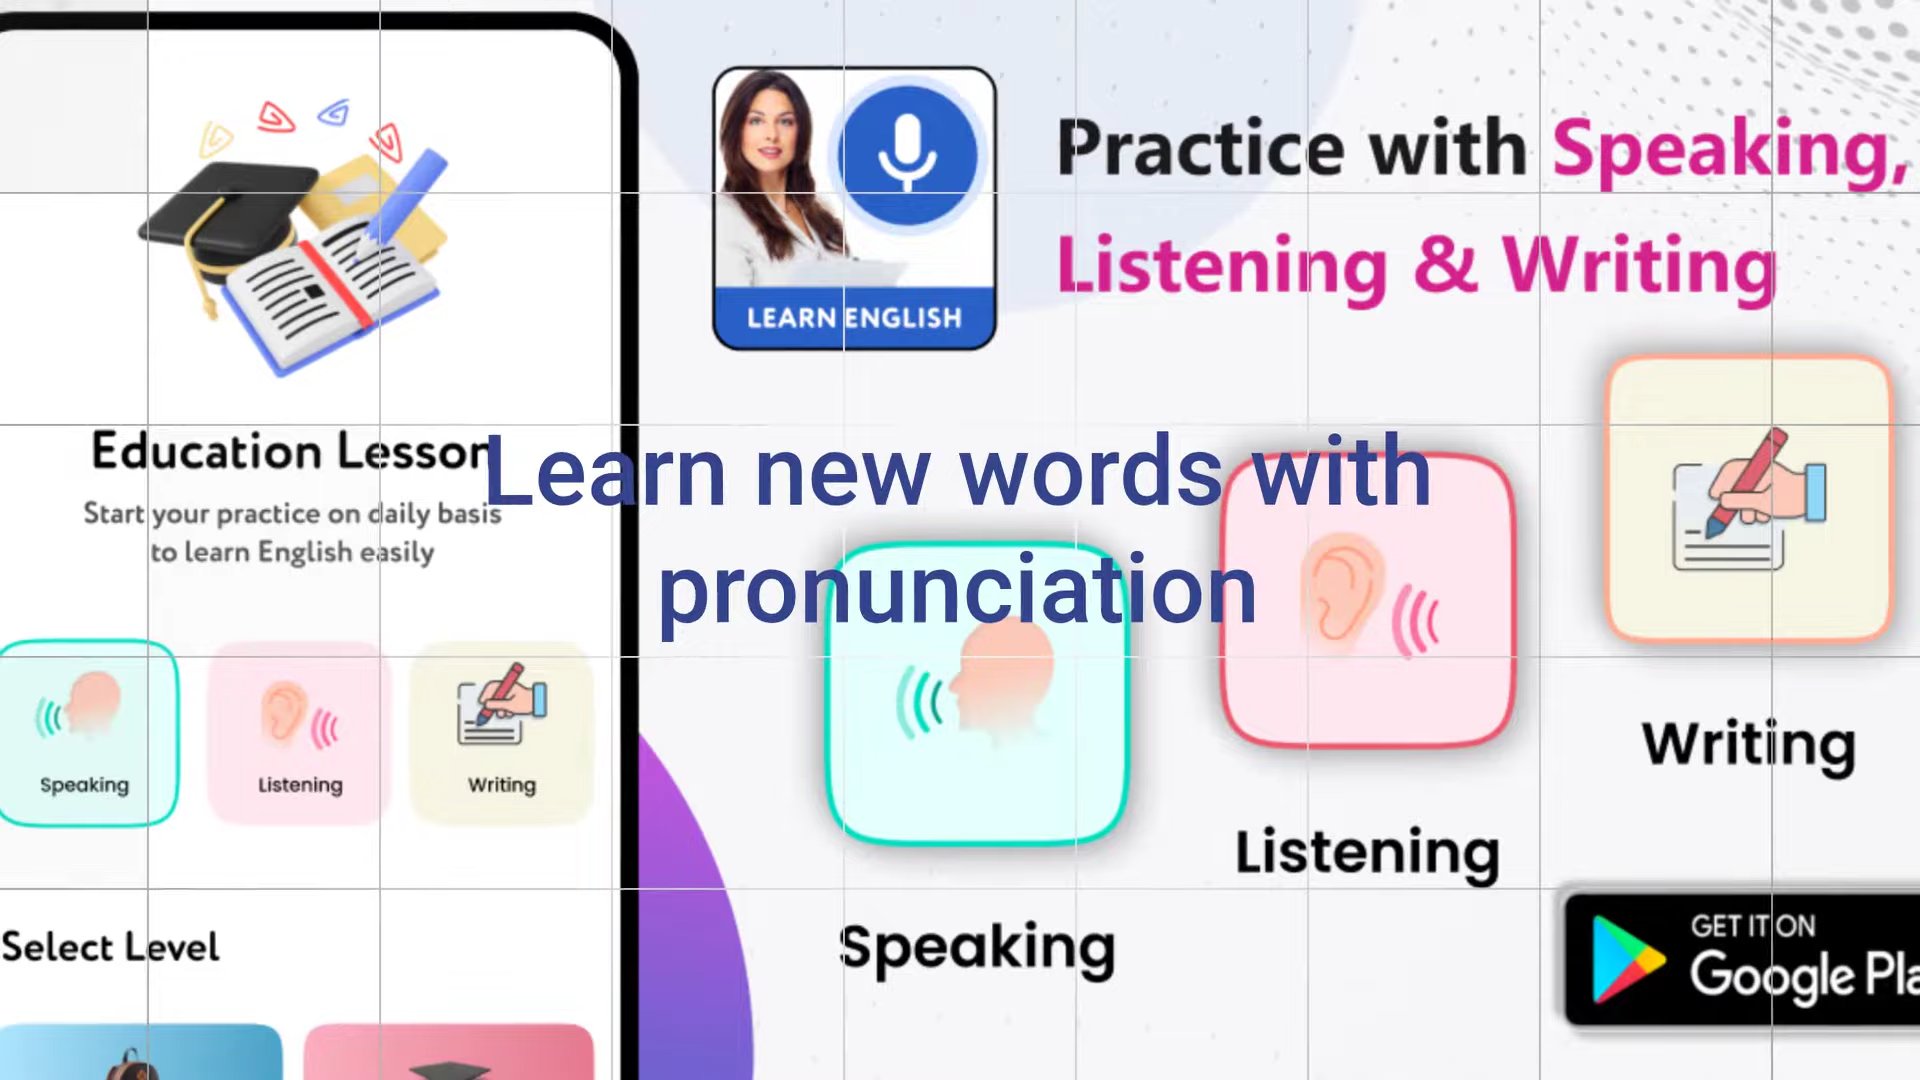 Practice with Speaking,
Listening & Writing
LEARN ENGLISH
Education Lesson
Start your practice on daily basis
to learn English easily
Learn new words with
pronunciation
Speaking
Listening
Writing
Writing
Listening
Speaking
Select Level
GET IT ON
Google Pla